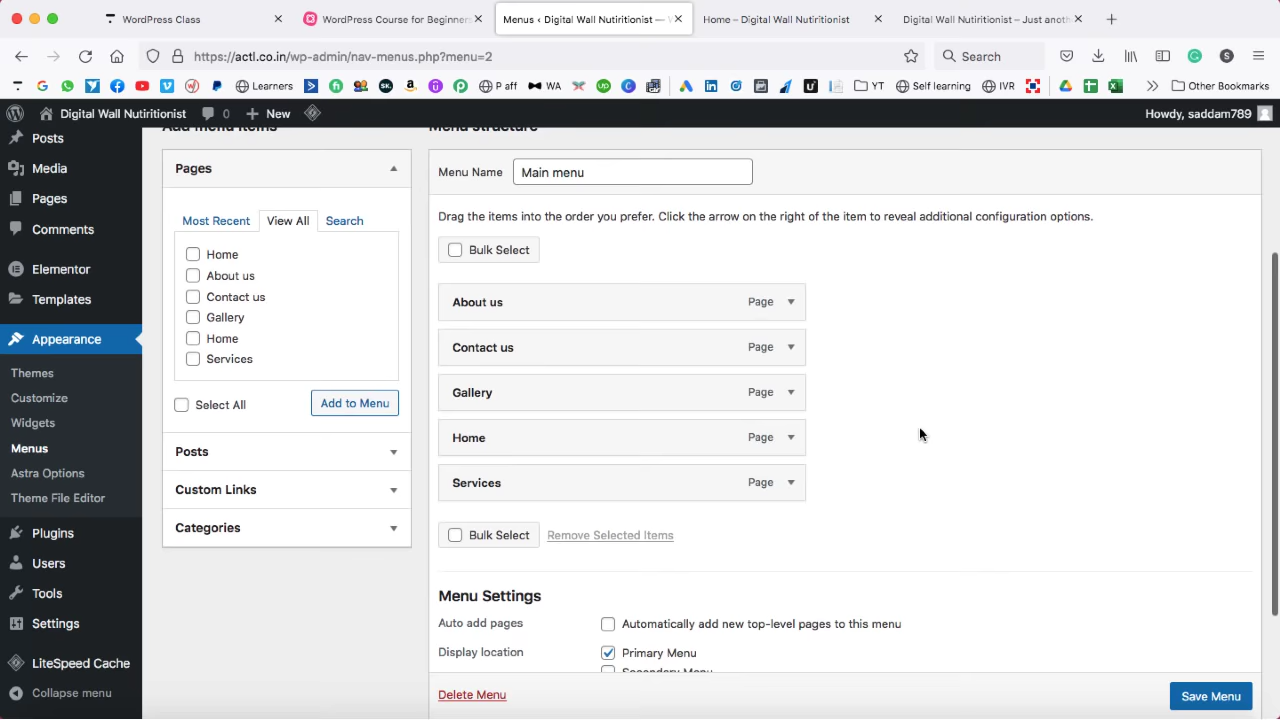 WordPress Class
WordPress Course for Beginners
Menus ‹ Digital Wall Nutiritionist —
Home – Digital Wall Nutiritionist
Digital Wall Nutiritionist – Just anoth
https://actl.co.in/wp-admin/nav-menus.php?menu=2
Search
S
Learners
P aff
WA
YT
Self learning
IVR
Other Bookmarks
Digital Wall Nutiritionist
0
New
Howdy, saddam789
Posts
Media
Pages
Comments
Elementor
Templates
Appearance
Themes
Customize
Widgets
Menus
Astra Options
Theme File Editor
Plugins
Users
Tools
Settings
LiteSpeed Cache
Collapse menu
Add menu items
Pages
Most Recent
View All
Search
Home
About us
Contact us
Gallery
Home
Services
Select All
Add to Menu
Posts
Custom Links
Categories
Menu structure
Menu Name
Main menu
Drag the items into the order you prefer. Click the arrow on the right of the item to reveal additional configuration options.
Bulk Select
About us Page
Contact us Page
Gallery Page
Home Page
Services Page
Bulk Select
Remove Selected Items
Menu Settings
Auto add pages
Automatically add new top-level pages to this menu
Display location
Primary Menu
Secondary Menu
Delete Menu
Save Menu